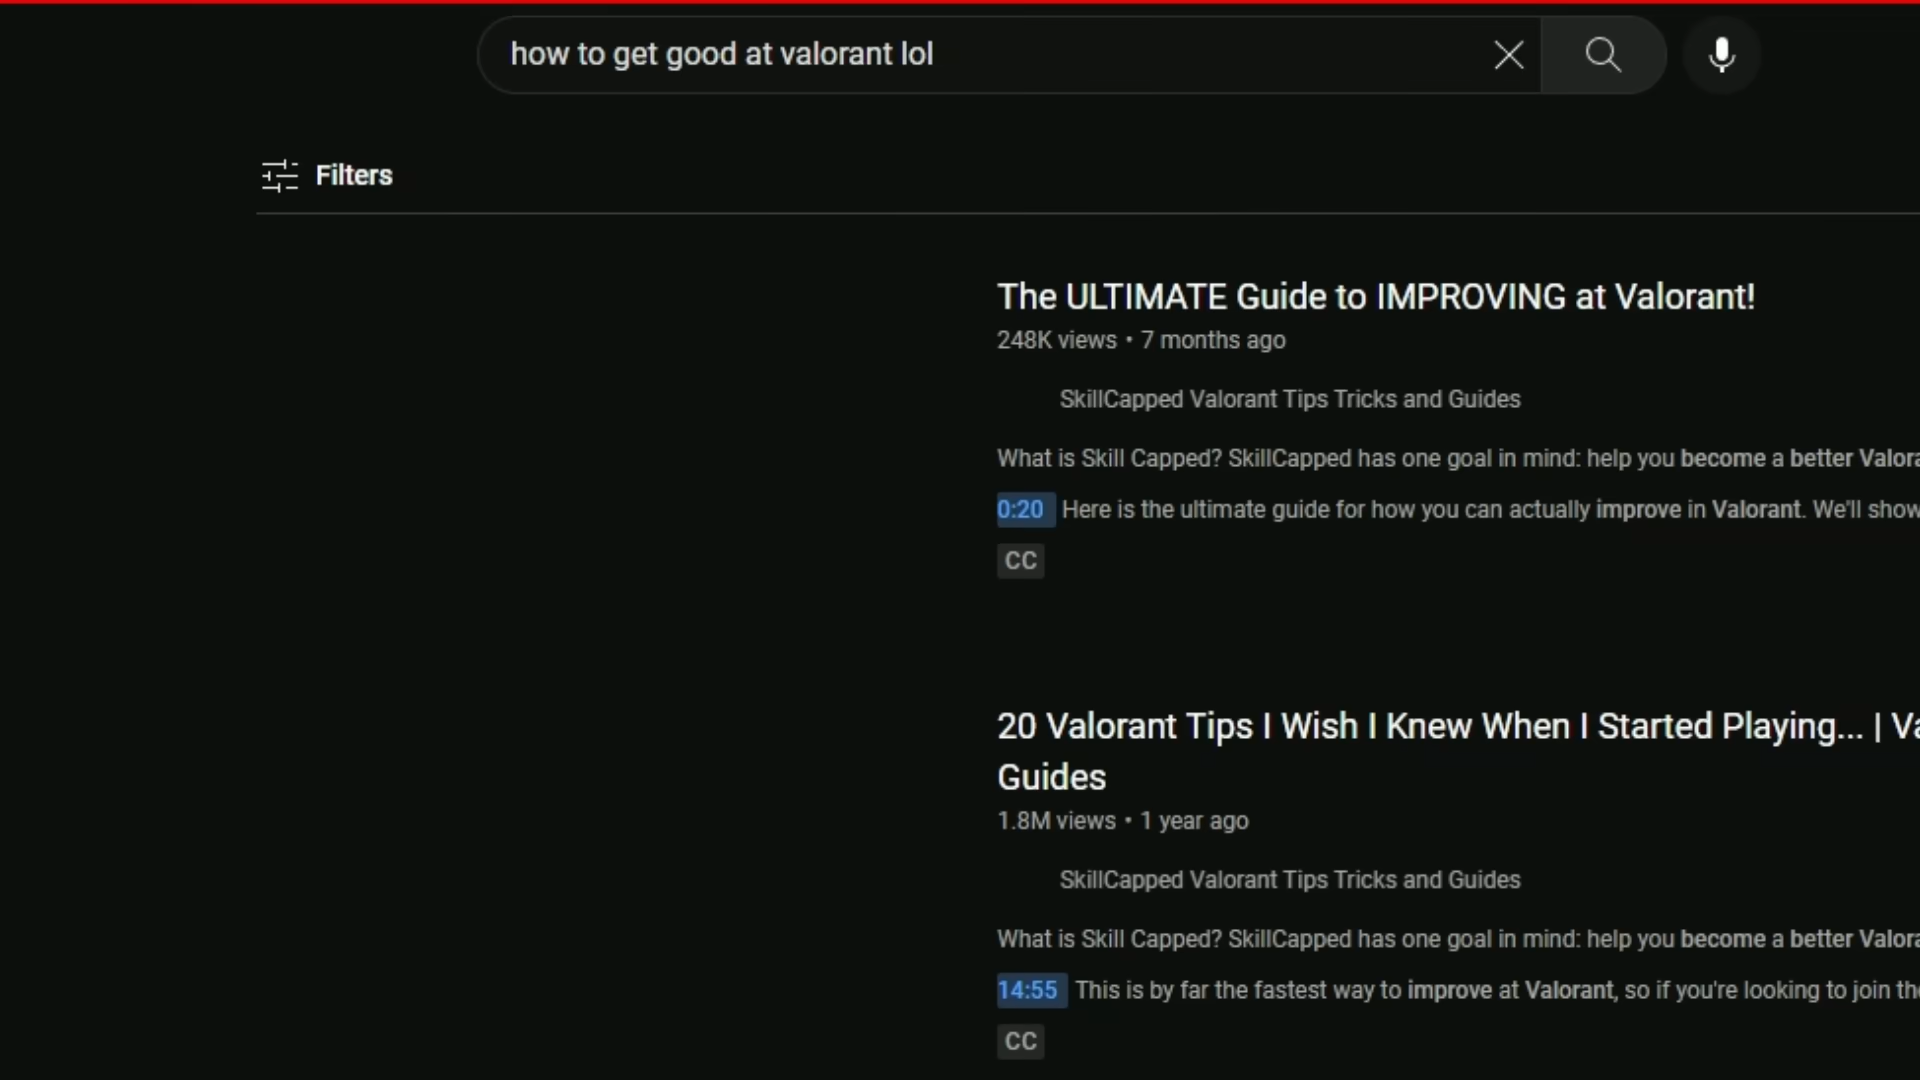 how to get good at valorant lol
Filters
The ULTIMATE Guide to IMPROVING at Valorant!
248K views • 7 months ago
SkillCapped Valorant Tips Tricks and Guides
What is Skill Capped? SkillCapped has one goal in mind: help you become a better Valora
0:20 Here is the ultimate guide for how you can actually improve in Valorant. We'll show
CC
20 Valorant Tips I Wish I Knew When I Started Playing... | Va
Guides
1.8M views • 1 year ago
SkillCapped Valorant Tips Tricks and Guides
What is Skill Capped? SkillCapped has one goal in mind: help you become a better Valora
14:55 This is by far the fastest way to improve at Valorant, so if you're looking to join the
CC